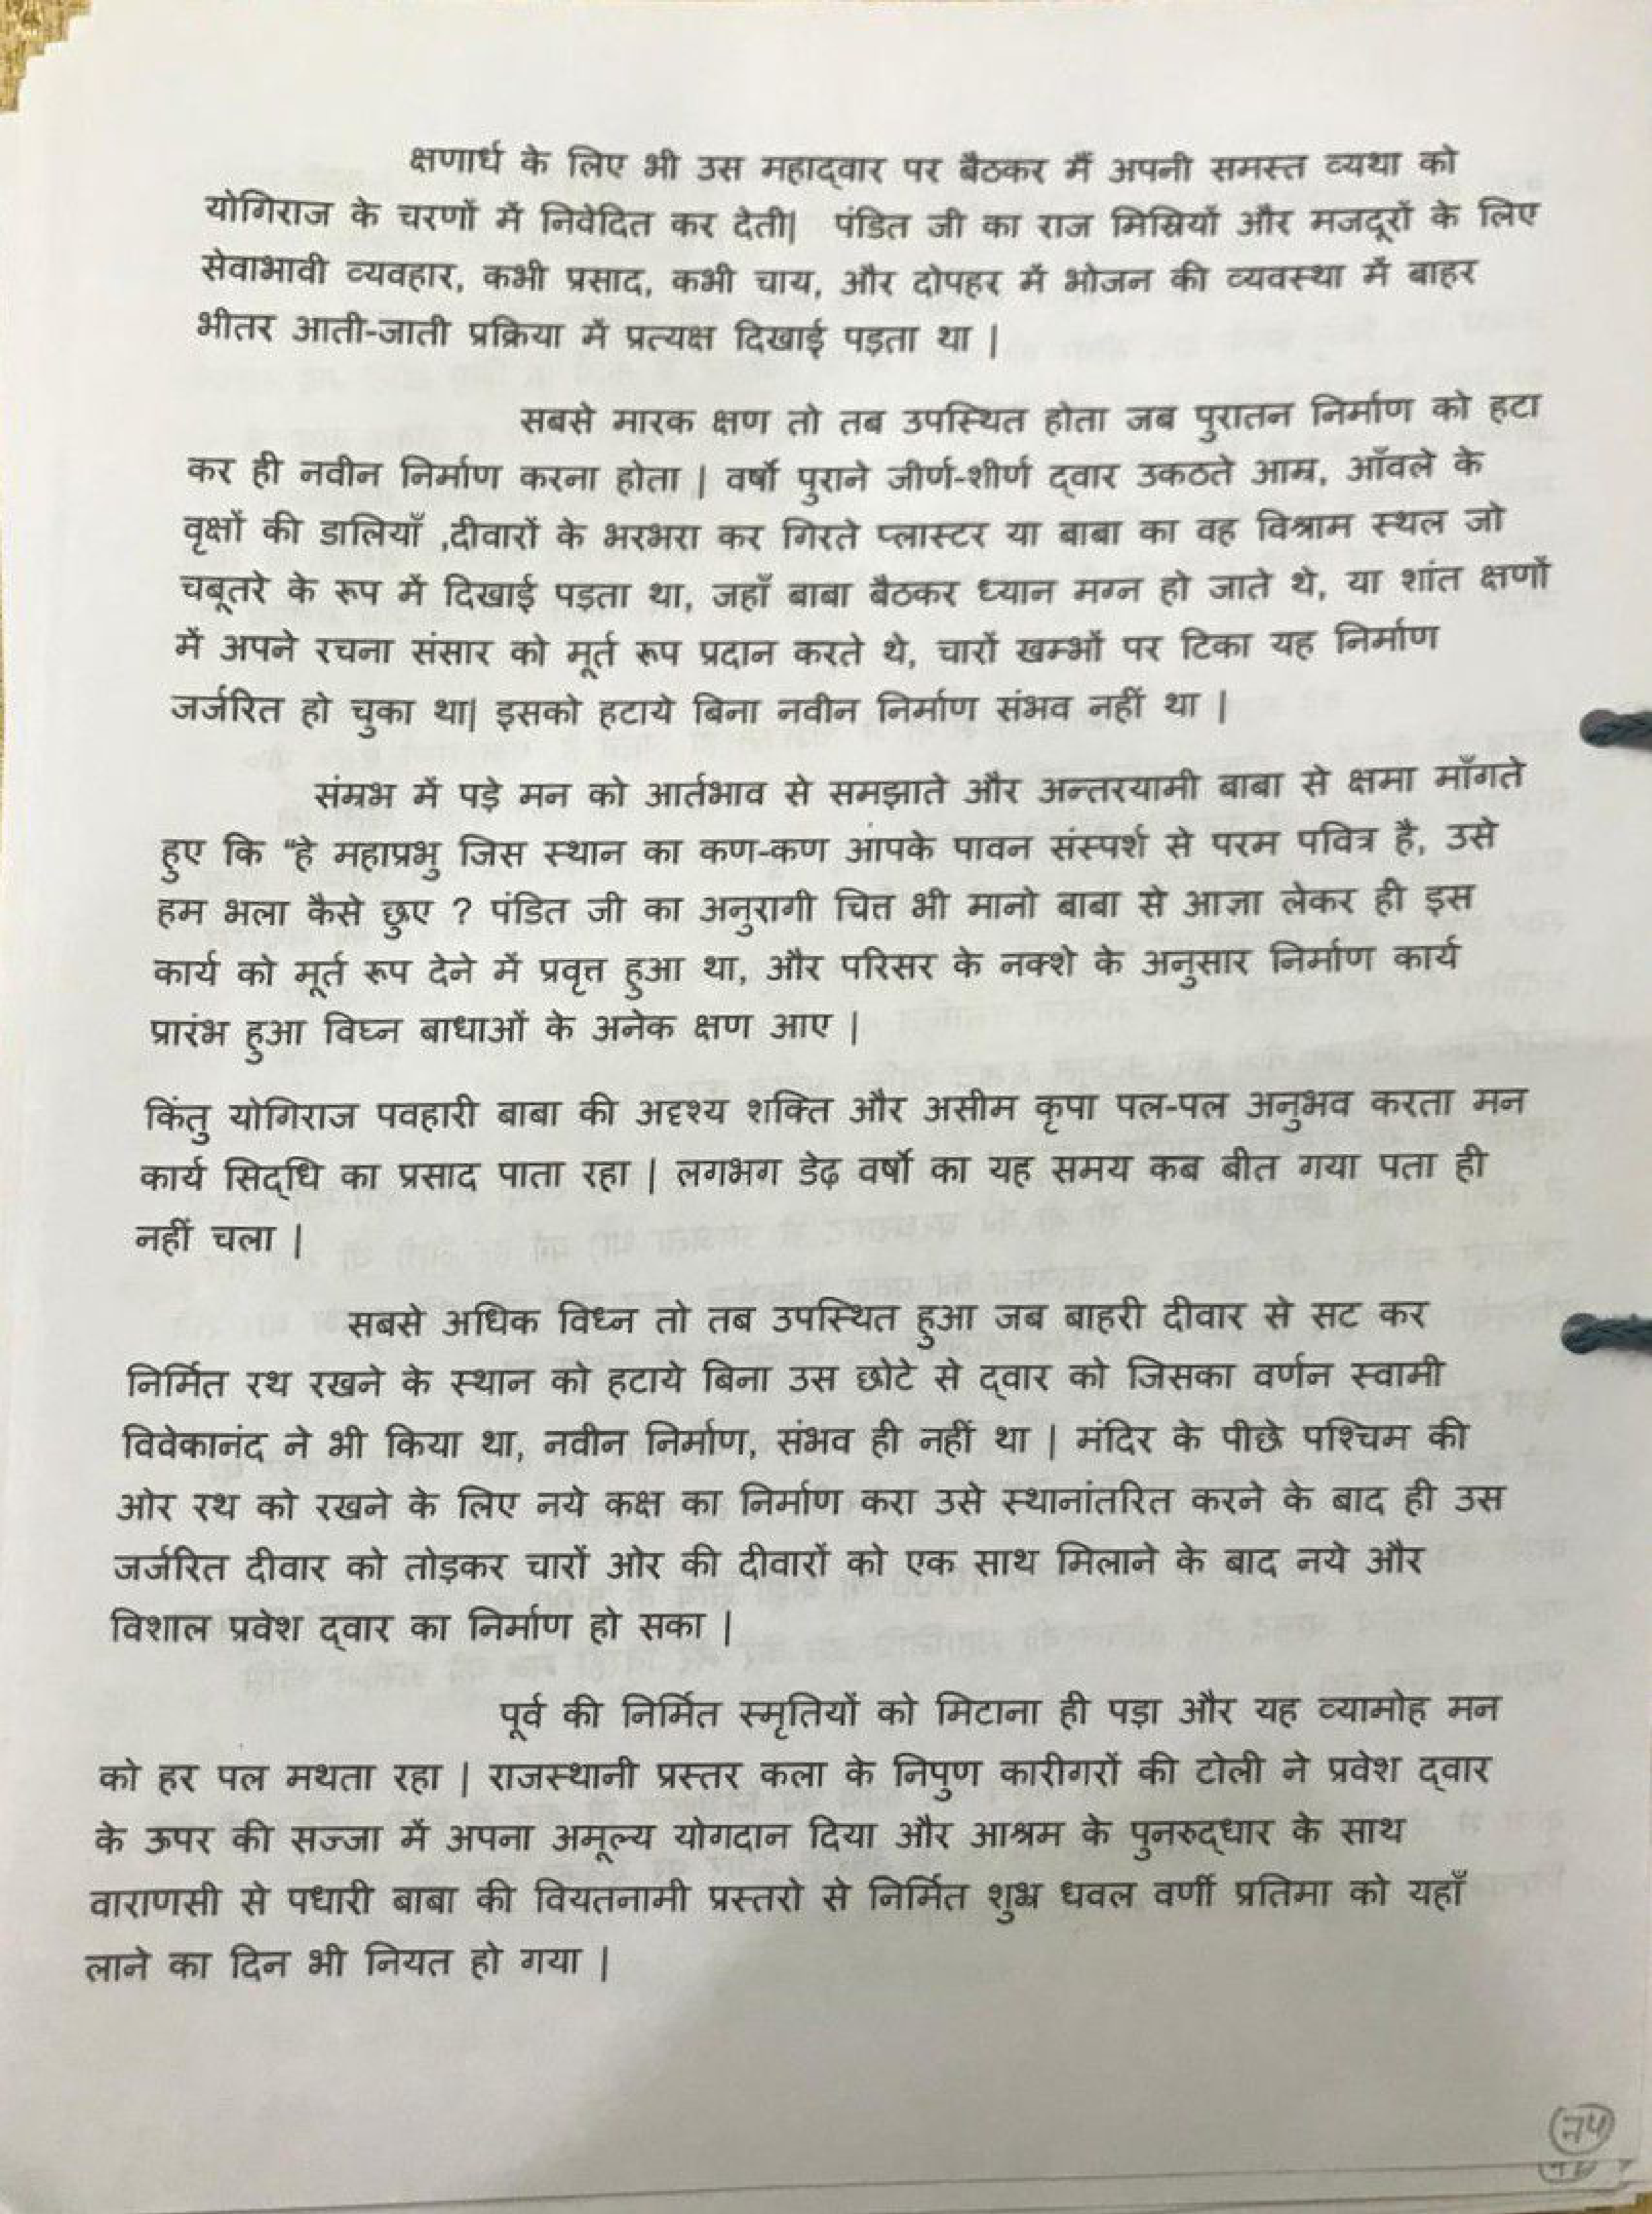 क्षणार्ध के लिए भी उस महाद्वार पर बैठकर मैं अपनी समस्त व्यथा को
योगिराज के चरणों में निवेदित कर देती| पंडित जी का राज मिस्रियों और मजदूरों के लिए
सेवाभावी व्यवहार, कभी प्रसाद, कभी चाय, और दोपहर में भोजन की व्यवस्था में बाहर
भीतर आती-जाती प्रक्रिया में प्रत्यक्ष दिखाई पड़ता था |
सबसे मारक क्षण तो तब उपस्थित होता जब पुरातन निर्माण को हटा
कर ही नवीन निर्माण करना होता | वर्षों पुराने जीर्ण-शीर्ण द्वार उकठते आम्र, आँवले के
वृक्षों की डालियाँ ,दीवारों के भरभरा कर गिरते प्लास्टर या बाबा का वह विश्राम स्थल जो
चबूतरे के रूप में दिखाई पड़ता था, जहाँ बाबा बैठकर ध्यान मग्न हो जाते थे, या शांत क्षणों
में अपने रचना संसार को मूर्त रूप प्रदान करते थे, चारों खम्भों पर टिका यह निर्माण
जर्जरित हो चुका था| इसको हटाये बिना नवीन निर्माण संभव नहीं था |
संम्रभ में पड़े मन को आर्तभाव से समझाते और अन्तरयामी बाबा से क्षमा माँगते
हुए कि "हे महाप्रभु जिस स्थान का कण-कण आपके पावन संस्पर्श से परम पवित्र है, उसे
हम भला कैसे छुए ? पंडित जी का अनुरागी चित्त भी मानो बाबा से आज्ञा लेकर ही इस
कार्य को मूर्त रूप देने में प्रवृत्त हुआ था, और परिसर के नक्शे के अनुसार निर्माण कार्य
प्रारंभ हुआ विघ्न बाधाओं के अनेक क्षण आए |
किंतु योगिराज पवहारी बाबा की अदृश्य शक्ति और असीम कृपा पल-पल अनुभव करता मन
कार्य सिद्धि का प्रसाद पाता रहा | लगभग डेढ़ वर्षों का यह समय कब बीत गया पता ही
नहीं चला |
सबसे अधिक विध्न तो तब उपस्थित हुआ जब बाहरी दीवार से सट कर
निर्मित रथ रखने के स्थान को हटाये बिना उस छोटे से द्वार को जिसका वर्णन स्वामी
विवेकानंद ने भी किया था, नवीन निर्माण, संभव ही नहीं था | मंदिर के पीछे पश्चिम की
ओर रथ को रखने के लिए नये कक्ष का निर्माण करा उसे स्थानांतरित करने के बाद ही उस
जर्जरित दीवार को तोड़कर चारों ओर की दीवारों को एक साथ मिलाने के बाद नये और
विशाल प्रवेश द्वार का निर्माण हो सका |
पूर्व की निर्मित स्मृतियों को मिटाना ही पड़ा और यह व्यामोह मन
को हर पल मथता रहा | राजस्थानी प्रस्तर कला के निपुण कारीगरों की टोली ने प्रवेश द्वार
के ऊपर की सज्जा में अपना अमूल्य योगदान दिया और आश्रम के पुनरुद्धार के साथ
वाराणसी से पधारी बाबा की वियतनामी प्रस्तरो से निर्मित शुभ्र धवल वर्णी प्रतिमा को यहाँ
लाने का दिन भी नियत हो गया |